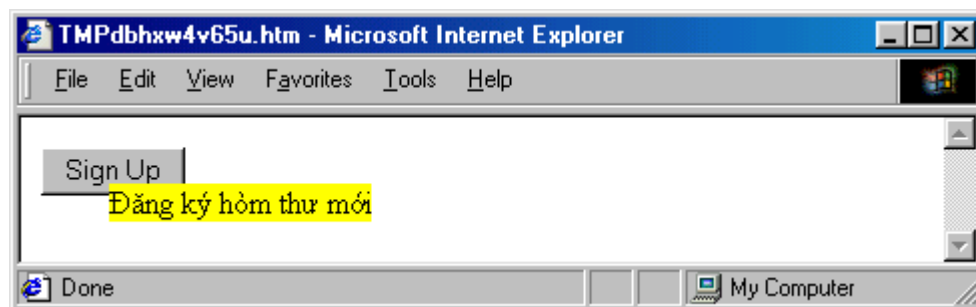 TMPdbhxw4v65u.htm - Microsoft Internet Explorer
File Edit View Favorites Tools Help
Sign Up
Đăng ký hòm thư mới
Done My Computer